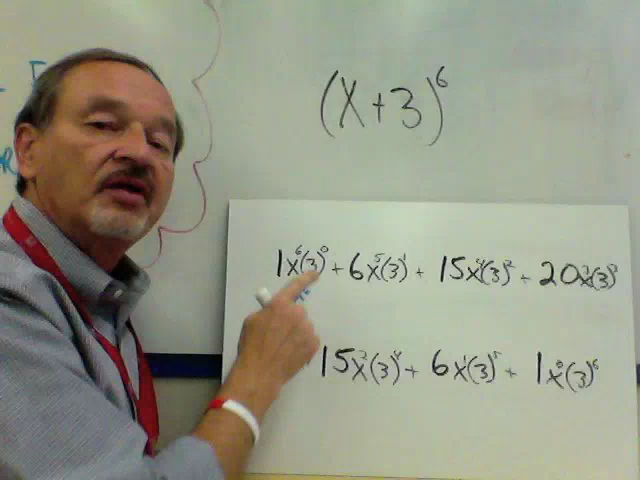 (x+3)⁶
1x⁶(3)⁰ + 6x⁵(3)¹ + 15x⁴(3)² + 20x³(3)³
15x²(3)⁴ + 6x¹(3)⁵ + 1x⁰(3)⁶